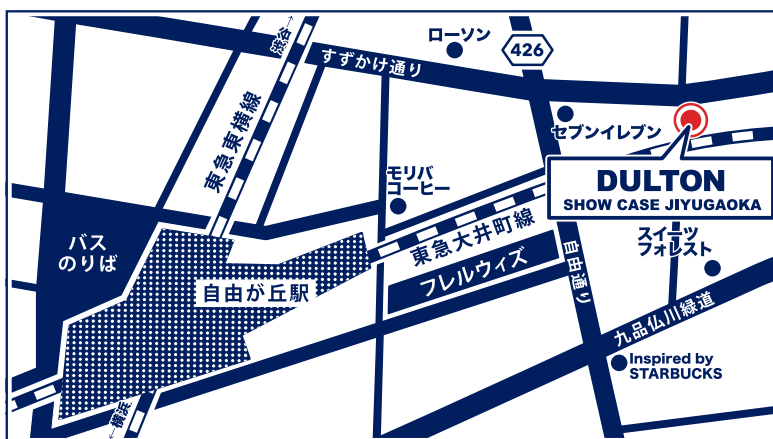 渋谷→
ローソン
426
すずかけ通り
東急東横線
セブンイレブン
モリバ
コーヒー
DULTON
SHOW CASE JIYUGAOKA
バス
のりば
東急大井町線
スイーツ
フォレスト
自由が丘駅
フレルウィズ
自由通り
九品仏川緑道
Inspired by
STARBUCKS
←横浜